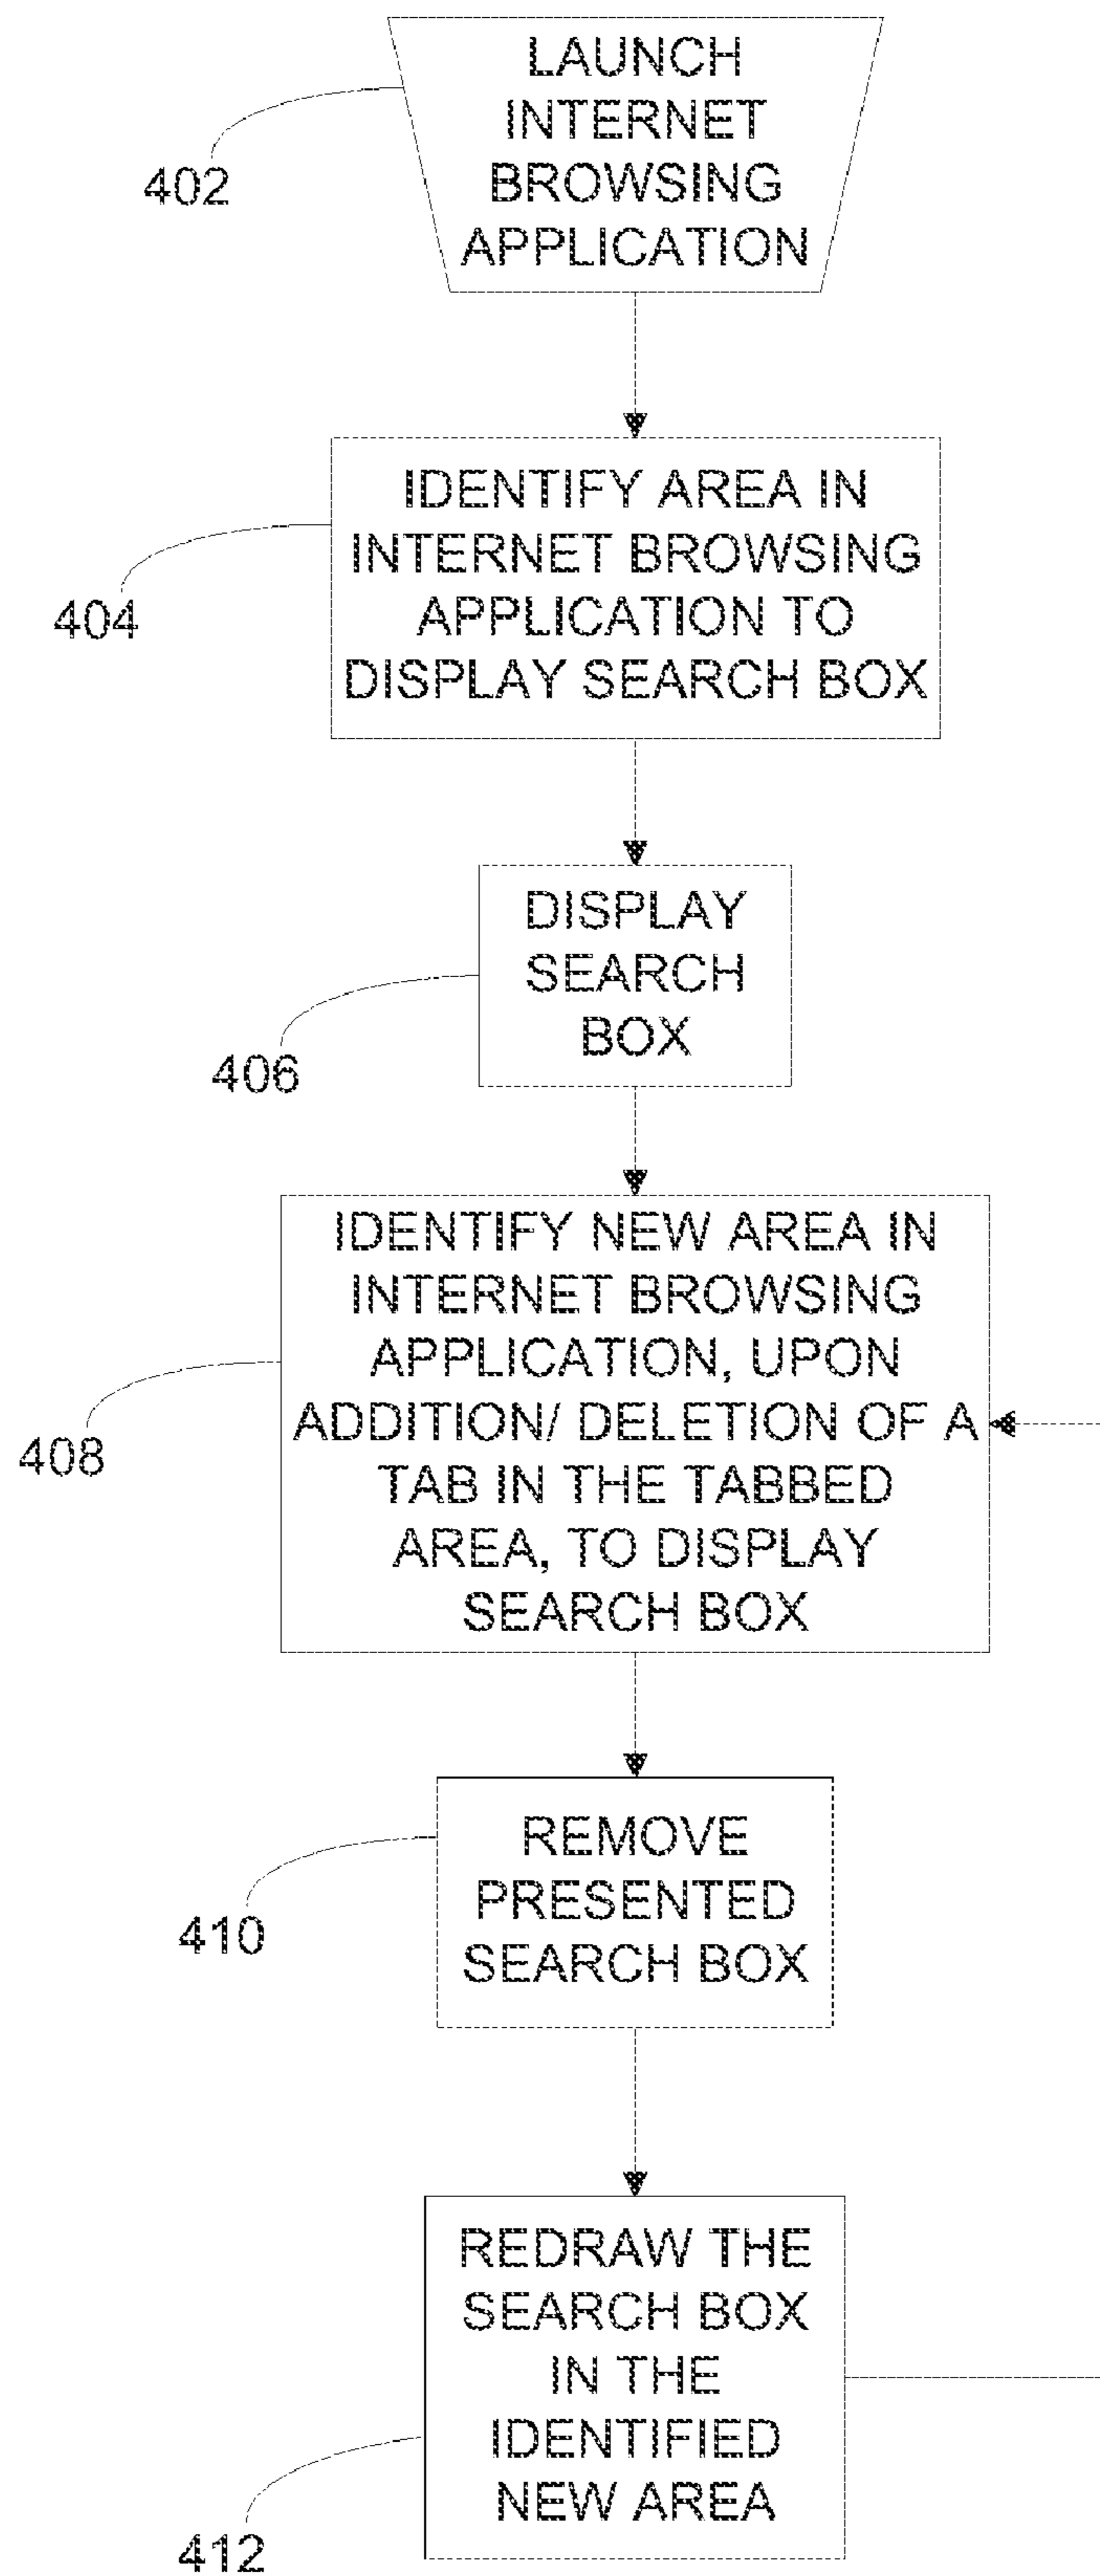 LAUNCH
INTERNET
BROWSING
APPLICATION
402
IDENTIFY AREA IN
INTERNET BROWSING
APPLICATION TO
DISPLAY SEARCH BOX
404
DISPLAY
SEARCH
BOX
406
IDENTIFY NEW AREA IN
INTERNET BROWSING
APPLICATION, UPON
ADDITION/ DELETION OF A
TAB IN THE TABBED
AREA, TO DISPLAY
SEARCH BOX
408
REMOVE
PRESENTED
SEARCH BOX
410
REDRAW THE
SEARCH BOX
IN THE
IDENTIFIED
NEW AREA
412